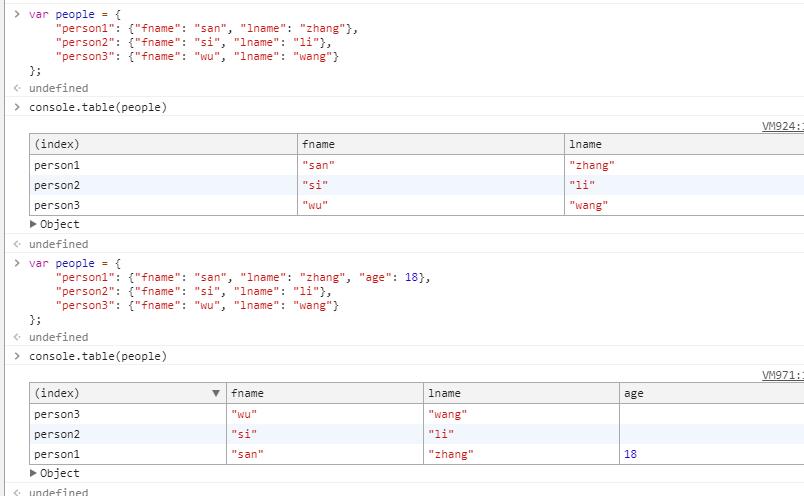 > var people = {
"person1": {"fname": "san", "lname": "zhang"},
"person2": {"fname": "si", "lname": "li"},
"person3": {"fname": "wu", "lname": "wang"}
};
undefined
> console.table(people)
VM924:1
(index) fname lname
person1 "san" "zhang"
person2 "si" "li"
person3 "wu" "wang"
▶ Object
undefined
> var people = {
"person1": {"fname": "san", "lname": "zhang", "age": 18},
"person2": {"fname": "si", "lname": "li"},
"person3": {"fname": "wu", "lname": "wang"}
};
undefined
> console.table(people)
VM971:1
(index) ▼ fname lname age
person3 "wu" "wang"
person2 "si" "li"
person1 "san" "zhang" 18
▶ Object
undefined